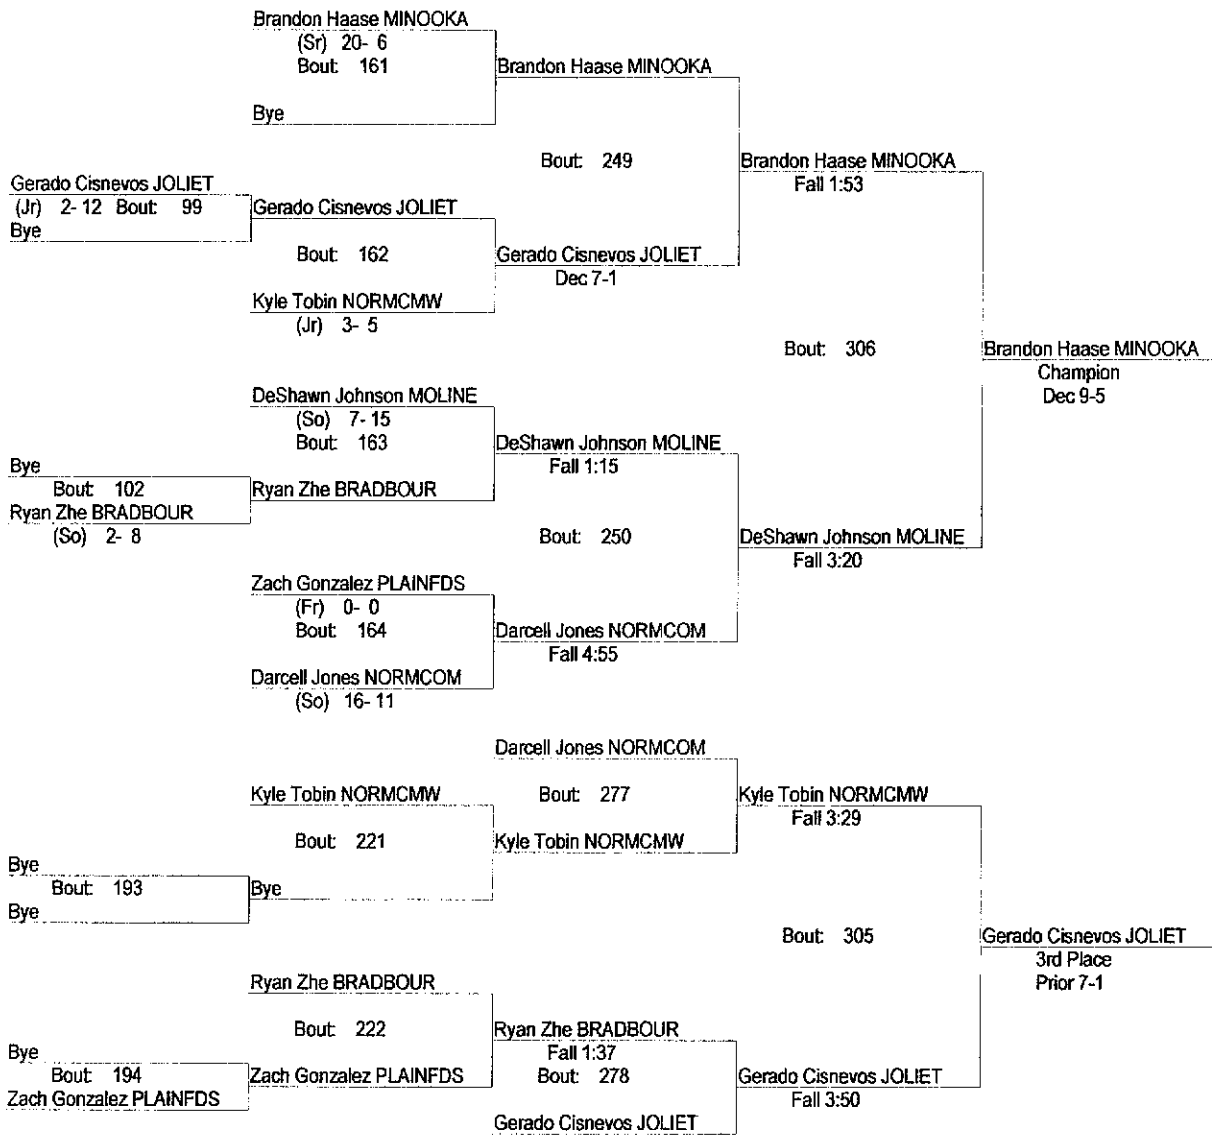 Brandon Haase MINOOKA
(Sr) 20- 6
Bout: 161
Brandon Haase MINOOKA
Bye
Bout: 249
Brandon Haase MINOOKA
Fall 1:53
Gerado Cisnevos JOLIET
(Jr) 2- 12 Bout: 99
Bye
Gerado Cisnevos JOLIET
Bout: 162
Gerado Cisnevos JOLIET
Dec 7-1
Kyle Tobin NORMCMW
(Jr) 3- 5
Bout: 306
Brandon Haase MINOOKA
Champion
Dec 9-5
DeShawn Johnson MOLINE
(So) 7- 15
Bout: 163
DeShawn Johnson MOLINE
Fall 1:15
Bye
Bout: 102
Ryan Zhe BRADBOUR
(So) 2- 8
Ryan Zhe BRADBOUR
Bout: 250
DeShawn Johnson MOLINE
Fall 3:20
Zach Gonzalez PLAINFDS
(Fr) 0- 0
Bout: 164
Darcell Jones NORMCOM
Fall 4:55
Darcell Jones NORMCOM
(So) 16- 11
Darcell Jones NORMCOM
Kyle Tobin NORMCMW
Bout: 277
Kyle Tobin NORMCMW
Fall 3:29
Bout: 221
Kyle Tobin NORMCMW
Bye
Bout: 193
Bye
Bye
Bout: 305
Gerado Cisnevos JOLIET
3rd Place
Prior 7-1
Ryan Zhe BRADBOUR
Bout: 222
Ryan Zhe BRADBOUR
Fall 1:37
Bout: 278
Bye
Bout: 194
Zach Gonzalez PLAINFDS
Zach Gonzalez PLAINFDS
Gerado Cisnevos JOLIET
Fall 3:50
Gerado Cisnevos JOLIET